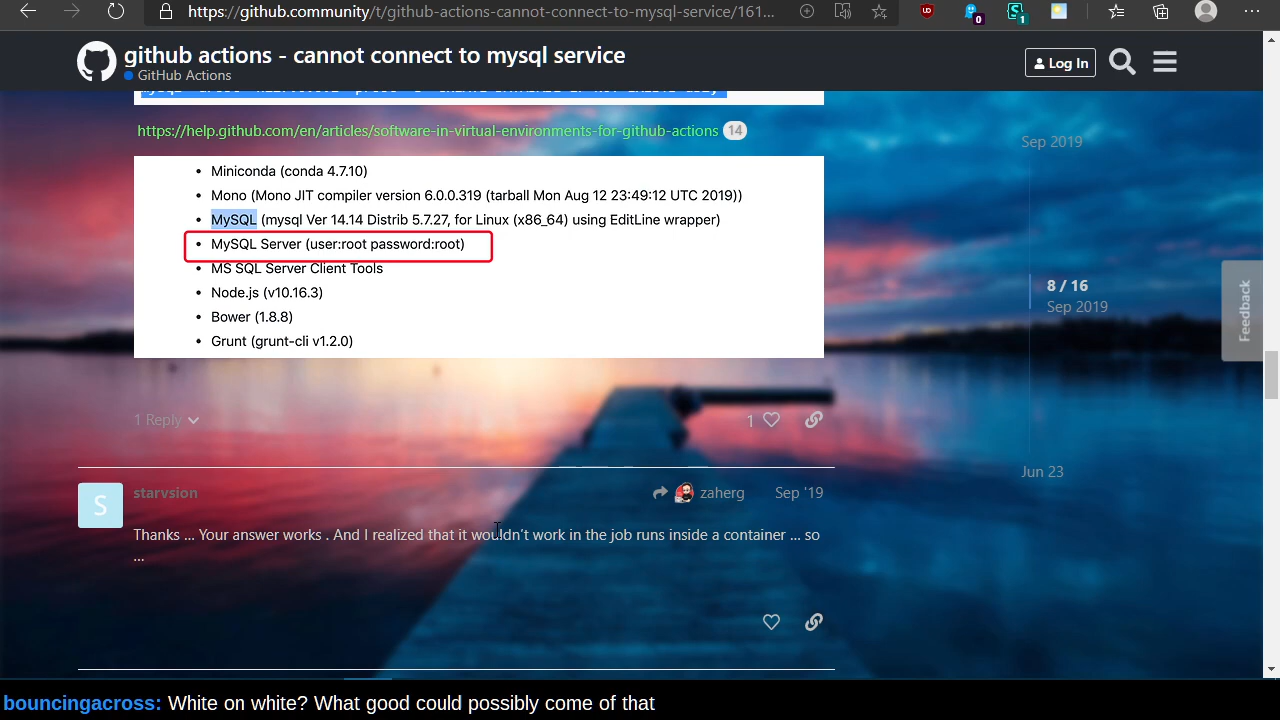 https://github.community/t/github-actions-cannot-connect-to-mysql-service/161...
0
1
github actions - cannot connect to mysql service
GitHub Actions
Log In
https://help.github.com/en/articles/software-in-virtual-environments-for-github-actions 14
• Miniconda (conda 4.7.10)
• Mono (Mono JIT compiler version 6.0.0.319 (tarball Mon Aug 12 23:49:12 UTC 2019))
• MySQL (mysql Ver 14.14 Distrib 5.7.27, for Linux (x86_64) using EditLine wrapper)
• MySQL Server (user:root password:root)
• MS SQL Server Client Tools
• Node.js (v10.16.3)
• Bower (1.8.8)
• Grunt (grunt-cli v1.2.0)
1 Reply
1
Sep 2019
8 / 16
Sep 2019
Jun 23
Feedback
S
starvsion
zaherg
Sep '19
Thanks ... Your answer works . And I realized that it wouldn't work in the job runs inside a container ... so
...
bouncingacross: White on white? What good could possibly come of that